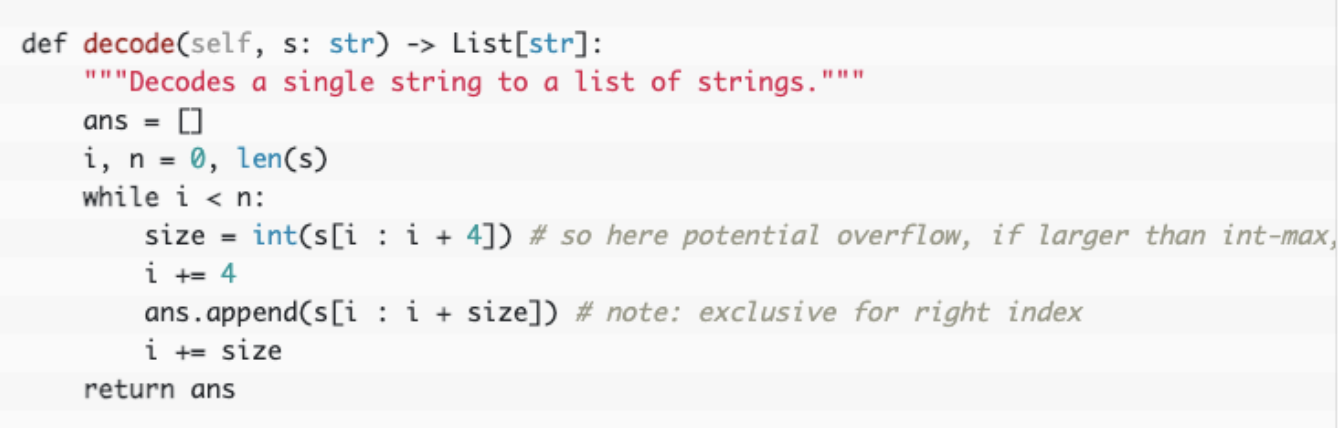 def decode(self, s: str) -> List[str]:
    """Decodes a single string to a list of strings."""
    ans = []
    i, n = 0, len(s)
    while i < n:
        size = int(s[i : i + 4]) # so here potential overflow, if larger than int-max,
        i += 4
        ans.append(s[i : i + size]) # note: exclusive for right index
        i += size
    return ans